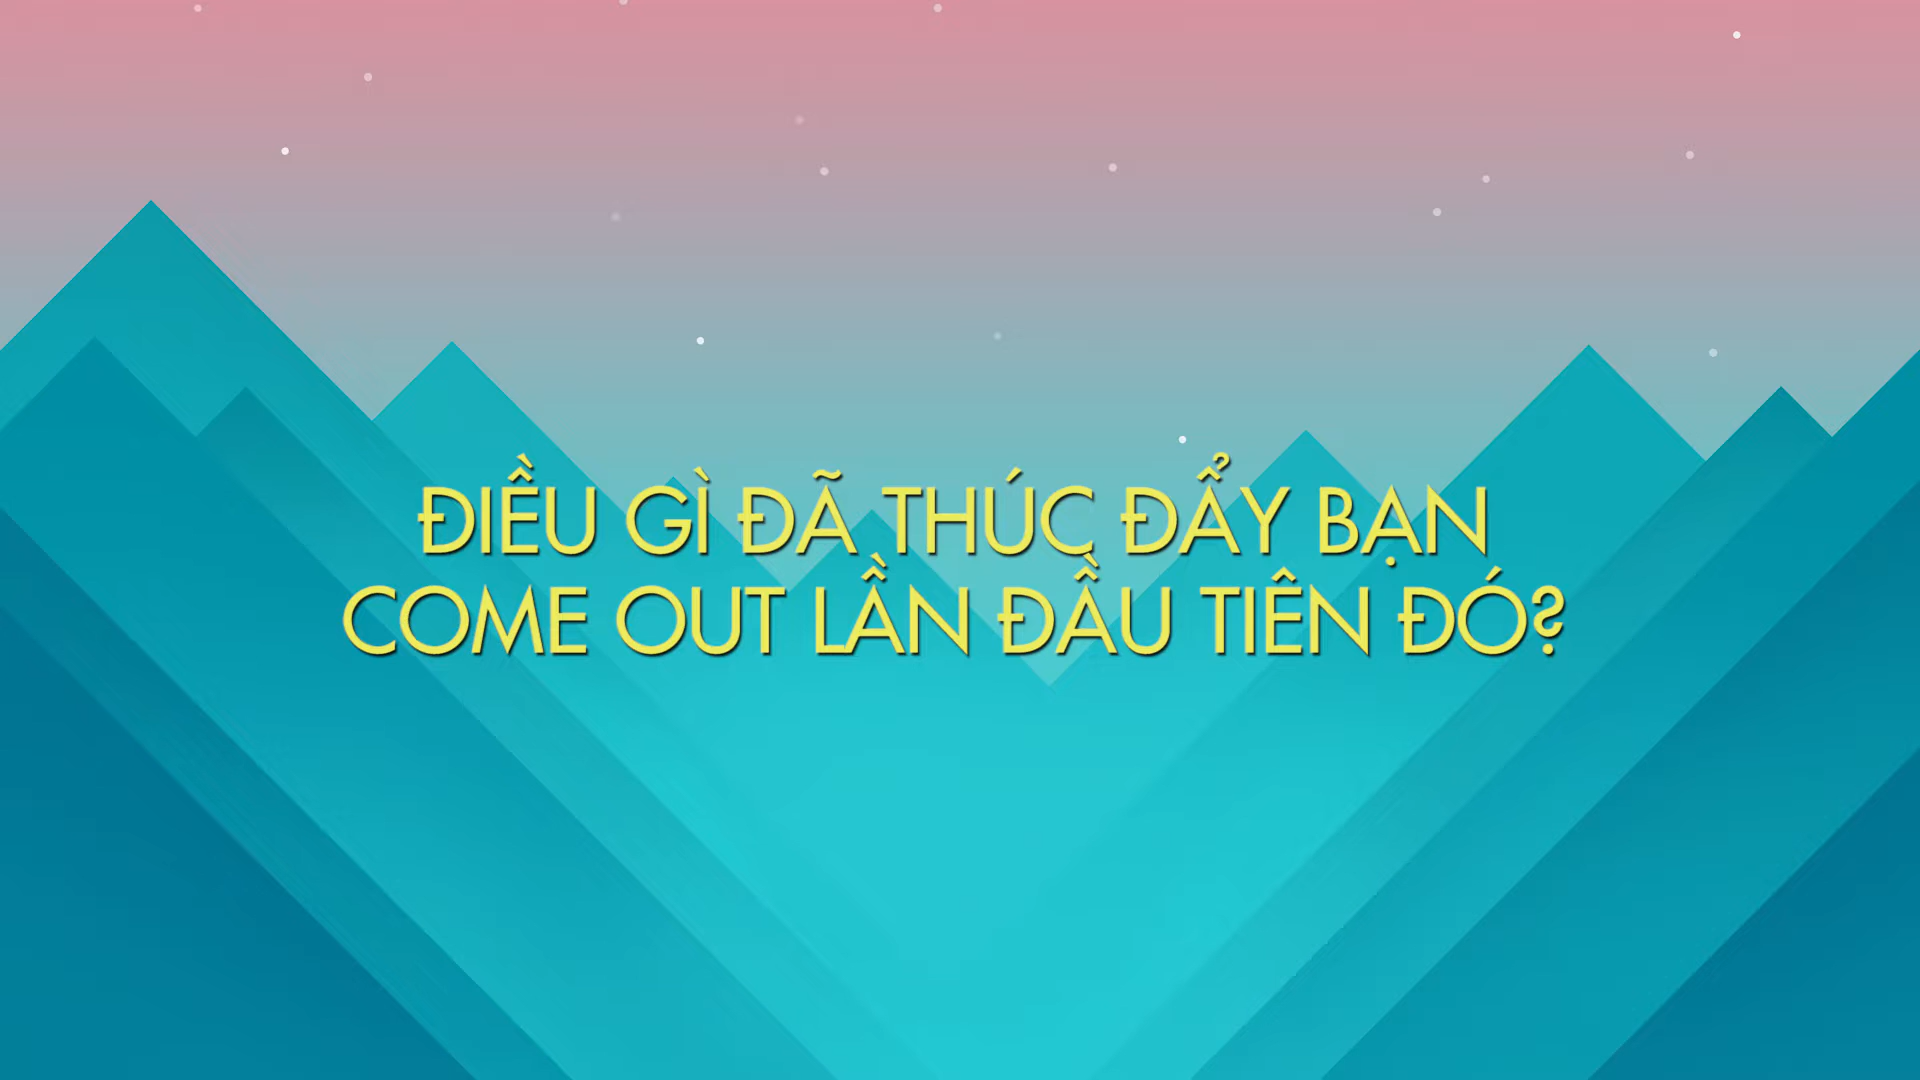 ĐIỀU GÌ ĐÃ THÚC ĐẨY BẠN
COME OUT LẦN ĐẦU TIÊN ĐÓ?